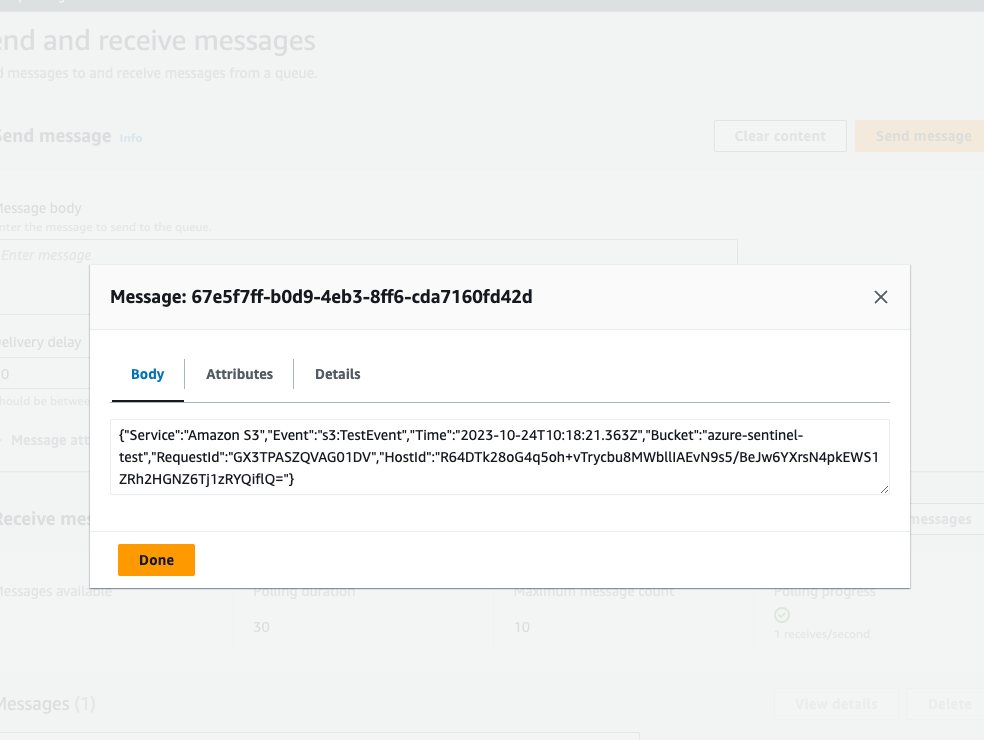 nd and receive messages
messages to and receive messages from a queue.
Send message Info
Clear content
Send message
Message body
nter the message to send to the queue.
Enter message
Message: 67e5f7ff-b0d9-4eb3-8ff6-cda7160fd42d
elivery delay
0
hould be betwee
Message att
Body
Attributes
Details
{"Service":"Amazon S3","Event":"s3:TestEvent","Time":"2023-10-24T10:18:21.363Z","Bucket":"azure-sentinel-
test","RequestId":"GX3TPASZQVAG01DV","HostId":"R64DTk28oG4q5oh+vTrycbu8MWbllIAEvN9s5/BeJw6YXrsN4pkEWS1
ZRh2HGNZ6Tj1zRYQiflQ="}
Receive mes
messages
Done
Messages available
Polling duration
Maximum message count
Polling progress
30
10
1 receives/second
Messages (1)
View details
Delete